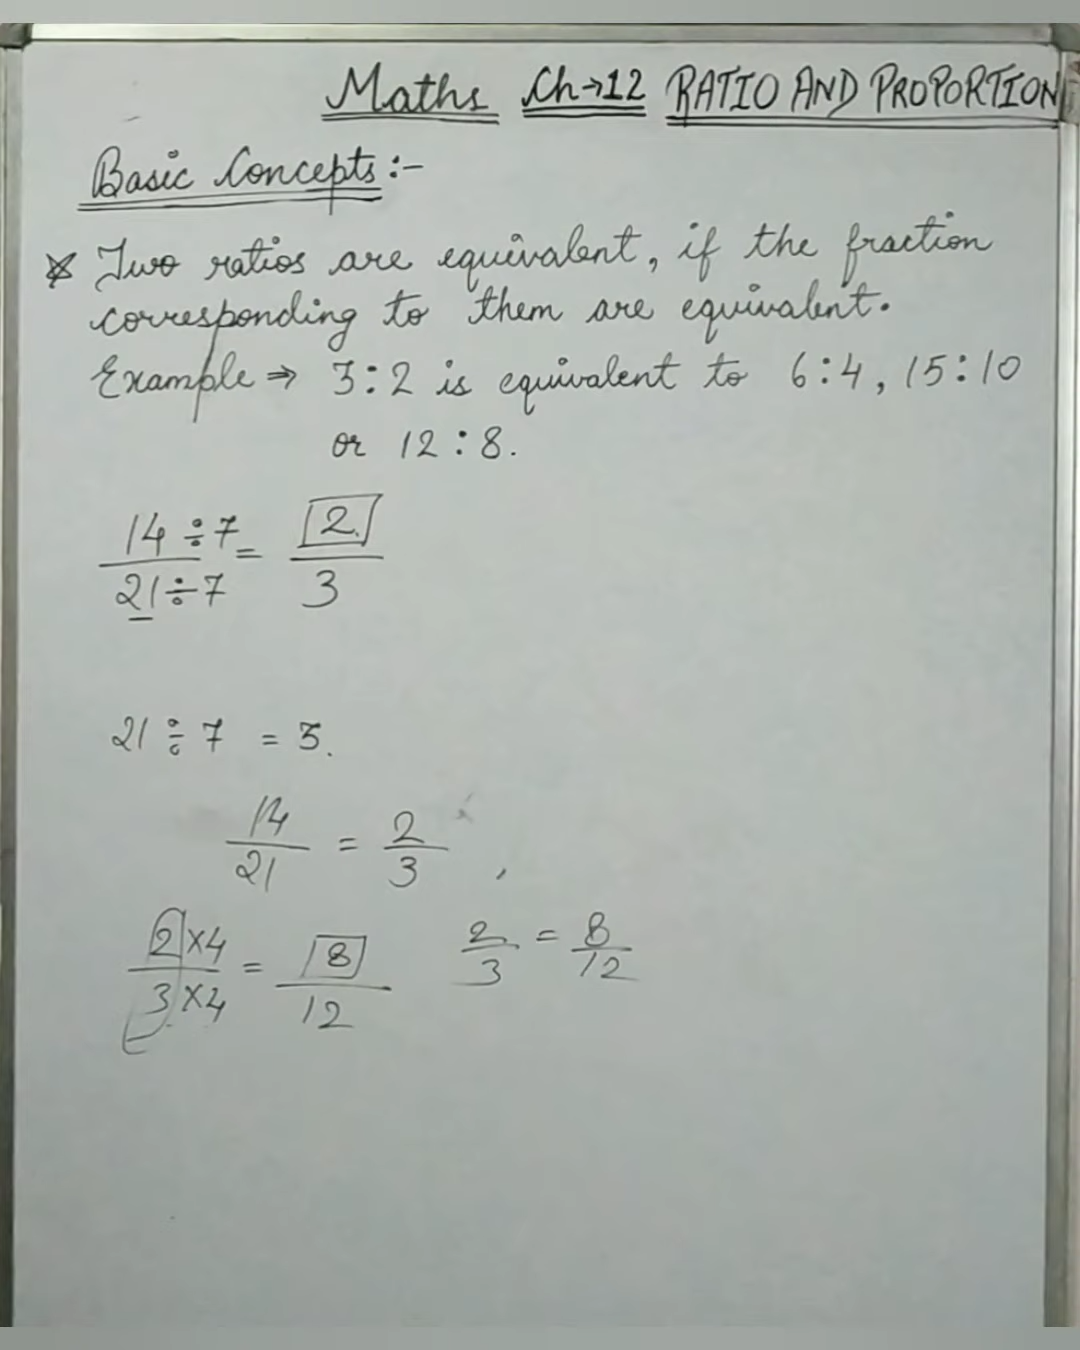 Maths Ch→12 RATIO AND PROPORTION
Basic Concepts:-
* Two ratios are equivalent, if the fraction
corresponding to them are equivalent.
Example ⇒ 3:2 is equivalent to 6:4, 15:10
or 12:8.
14÷7 = 2
21÷7 3
21 ÷ 7 = 3.
14/21 = 2/3 ,
2×4 = 8 2/3 = 8/12
3×4 12